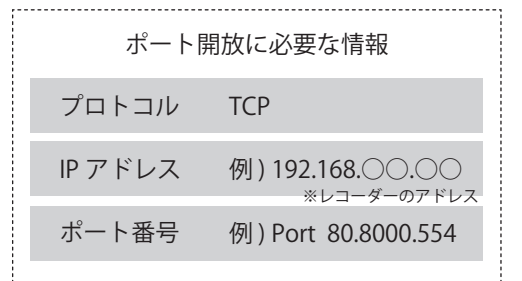 ポート開放に必要な情報
プロトコル TCP
IP アドレス 例 ) 192.168.○○.○○
※レコーダーのアドレス
ポート番号 例 ) Port 80.8000.554